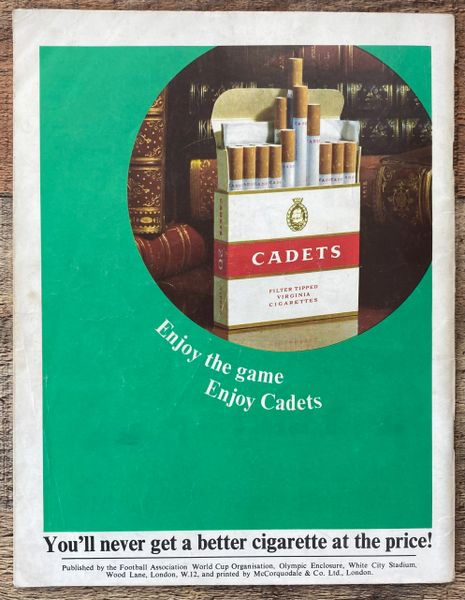 CADETS
20
CADETS
FILTER TIPPED
VIRGINIA
CIGARETTES
Enjoy the game
Enjoy Cadets
You'll never get a better cigarette at the price!
Published by the Football Association World Cup Organisation, Olympic Enclosure, White City Stadium,
Wood Lane, London, W.12, and printed by McCorquodale & Co. Ltd., London.